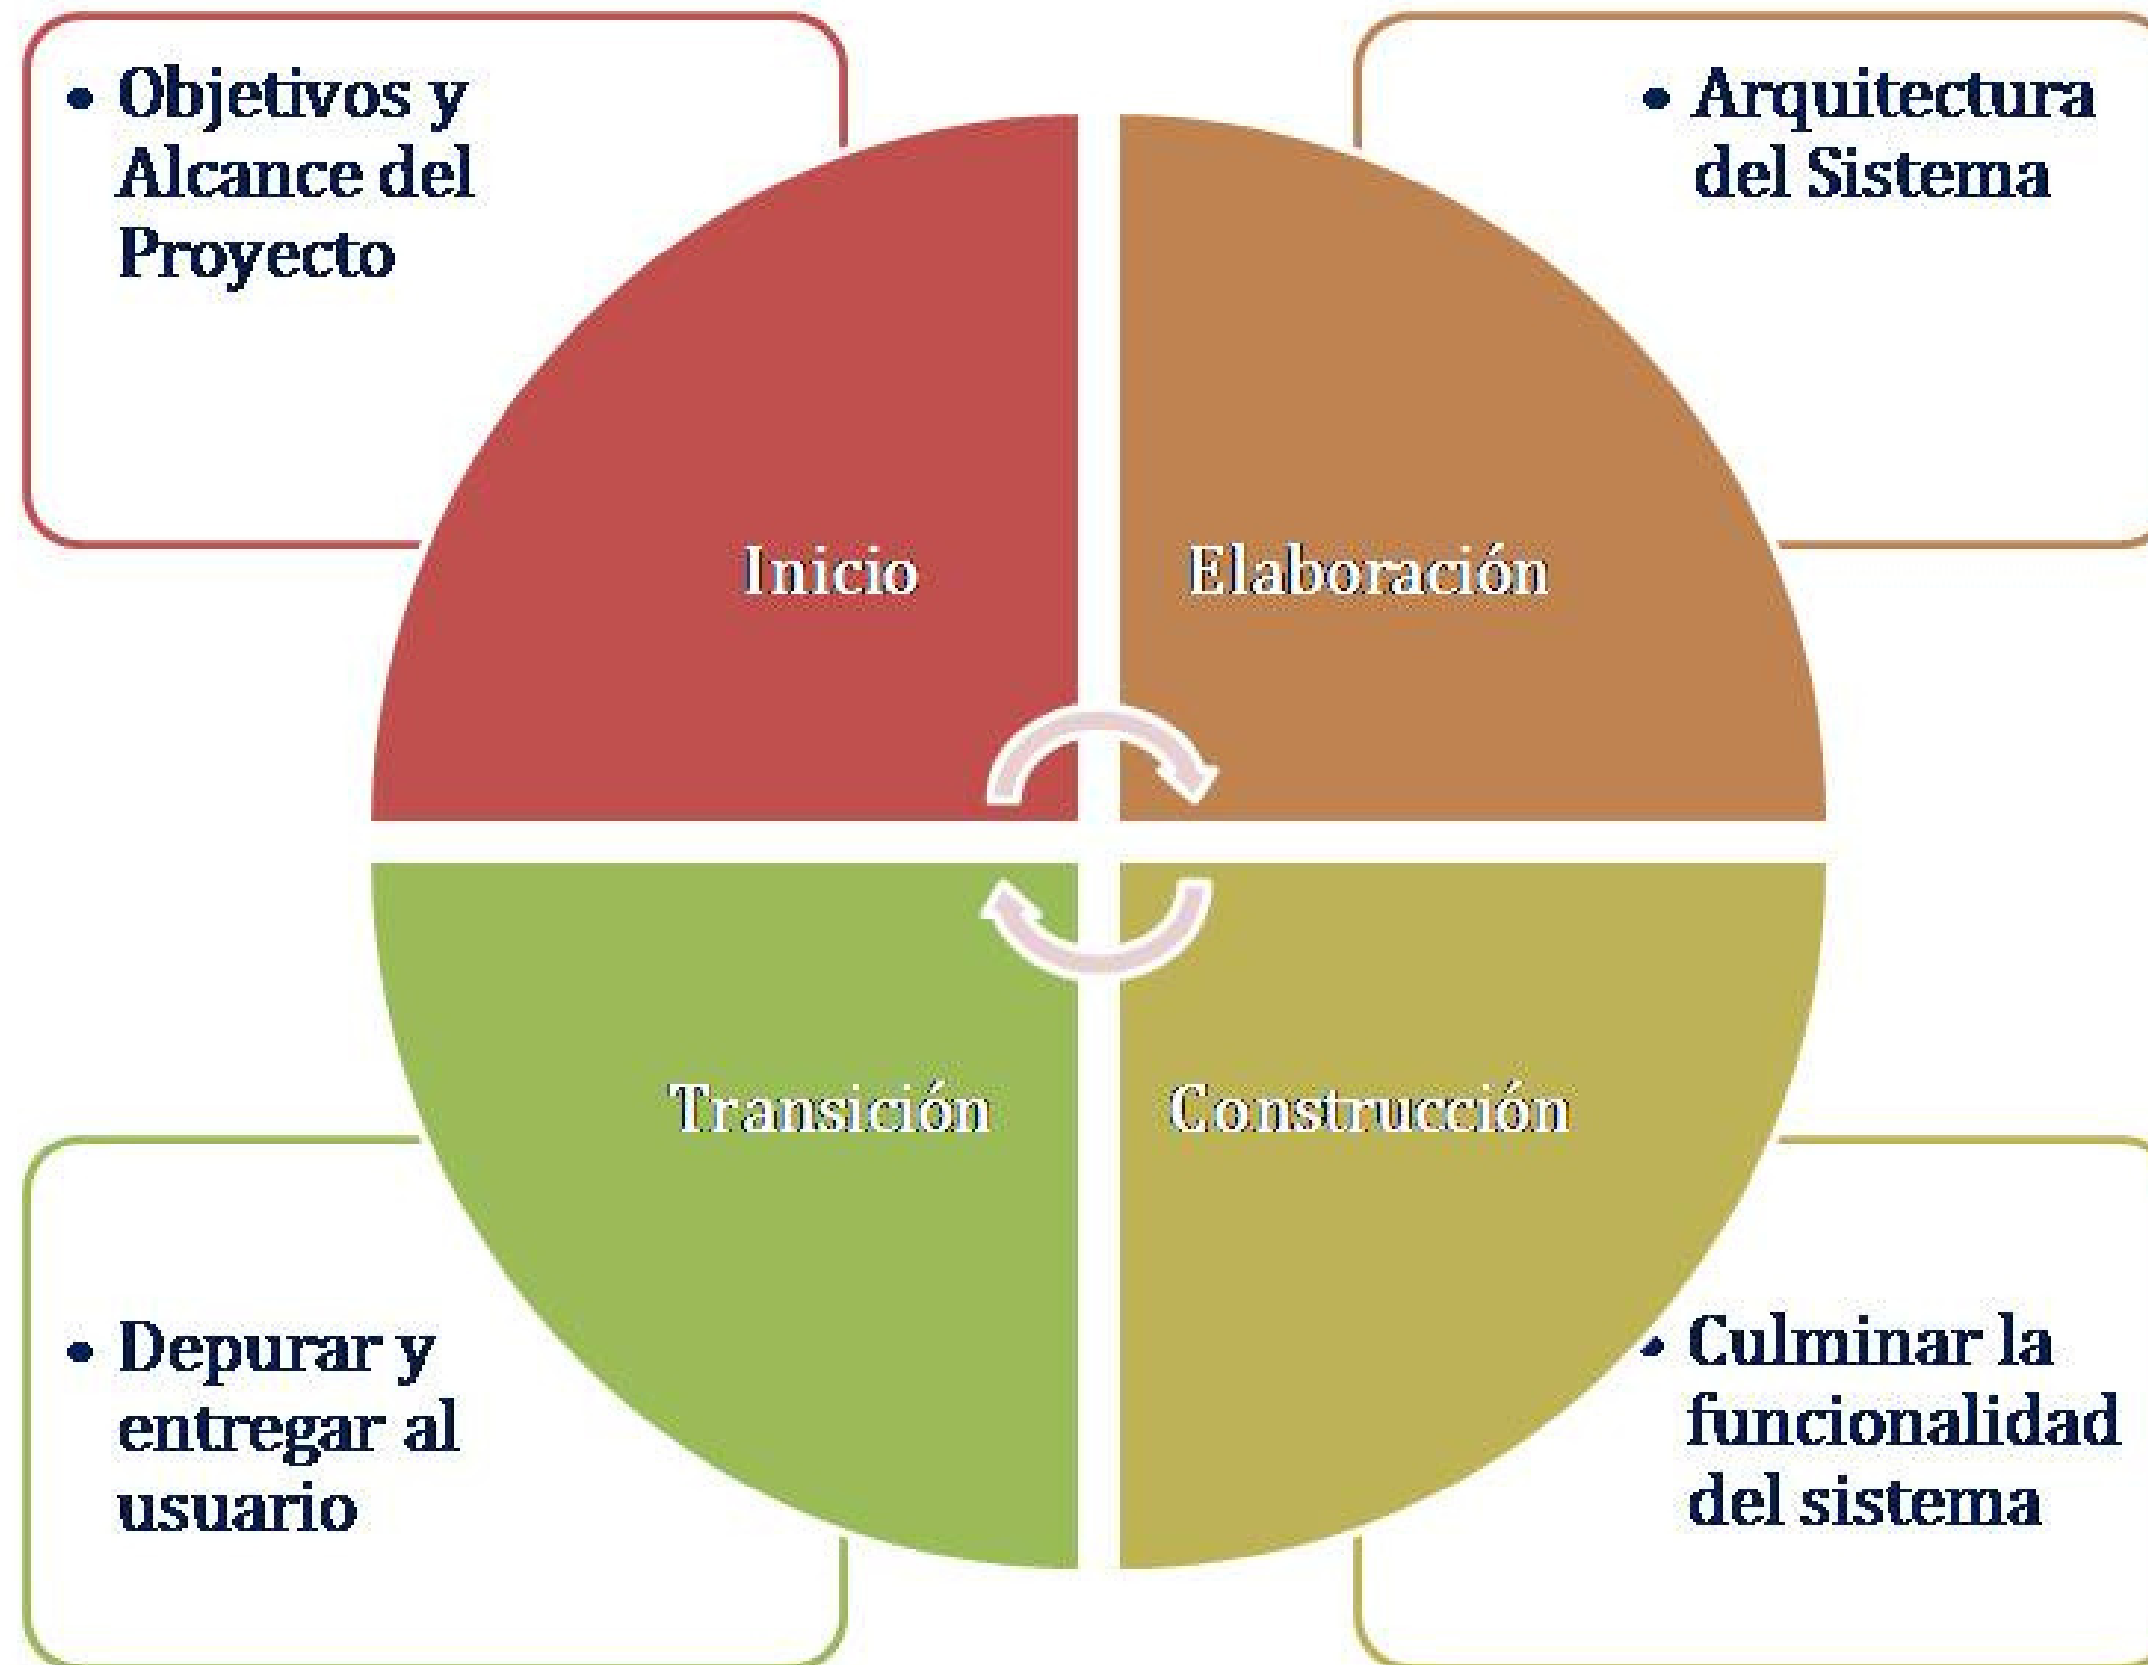 • Objetivos y
Alcance del
Proyecto
• Arquitectura
del Sistema
Inicio
Elaboración
Transición
Construcción
• Depurar y
entregar al
usuario
• Culminar la
funcionalidad
del sistema